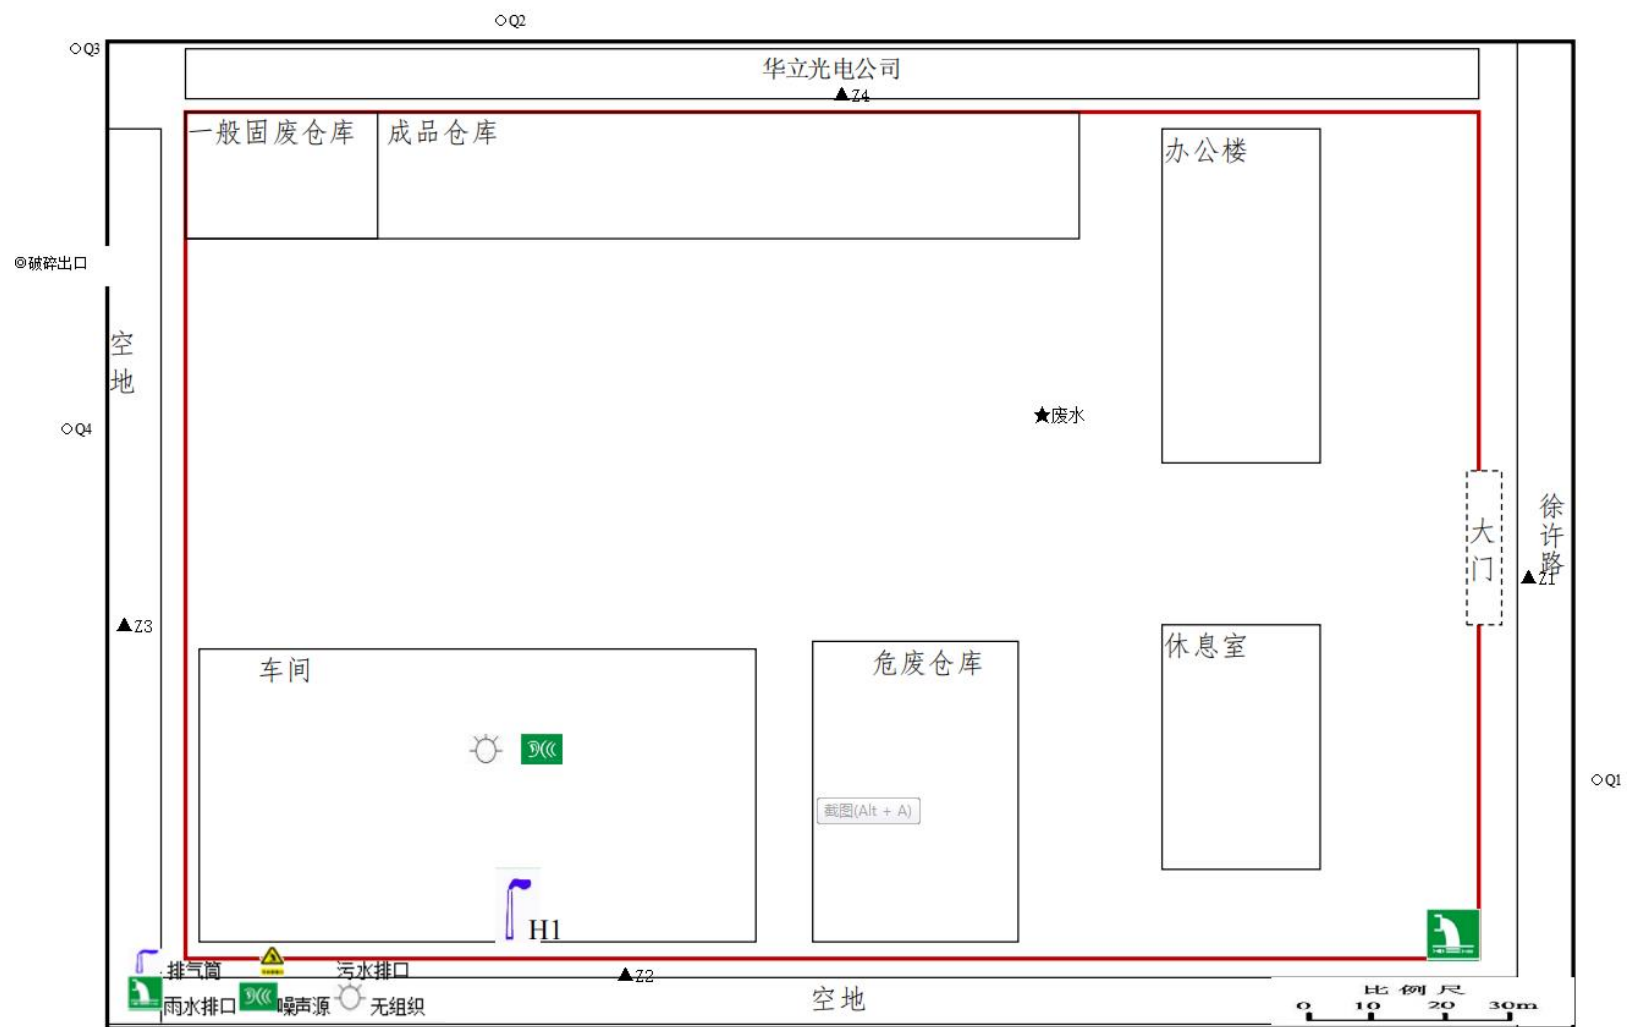 ○Q2
○Q3
华立光电公司
▲Z4
一般固废仓库
成品仓库
办公楼
◎破碎出口
空地
★废水
○Q4
徐许路
大门
▲Z1
▲Z3
休息室
车间
危废仓库
○Q1
截图(Alt + A)
H1
排气筒
污水排口
▲Z2
雨水排口
噪声源
无组织
空地
比例尺
0 10 20 30m